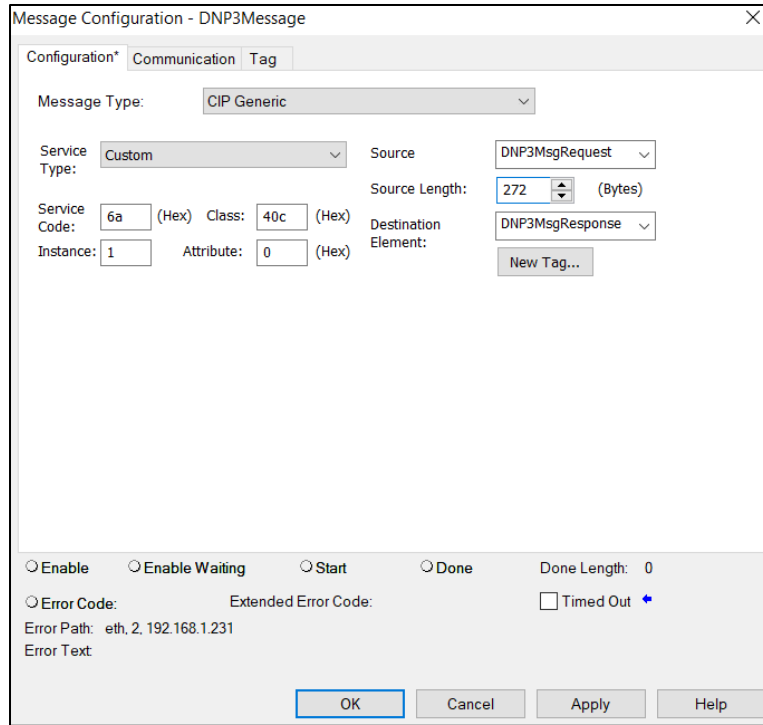 Message Configuration - DNP3Message
Configuration* Communication Tag
Message Type: CIP Generic
Service Type: Custom
Source DNP3MsgRequest
Source Length: 272 (Bytes)
Service Code: 6a (Hex) Class: 40c (Hex)
Destination Element: DNP3MsgResponse
Instance: 1 Attribute: 0 (Hex)
New Tag...
Enable Enable Waiting Start Done Done Length: 0
Error Code: Extended Error Code: Timed Out
Error Path: eth, 2, 192.168.1.231
Error Text
OK Cancel Apply Help